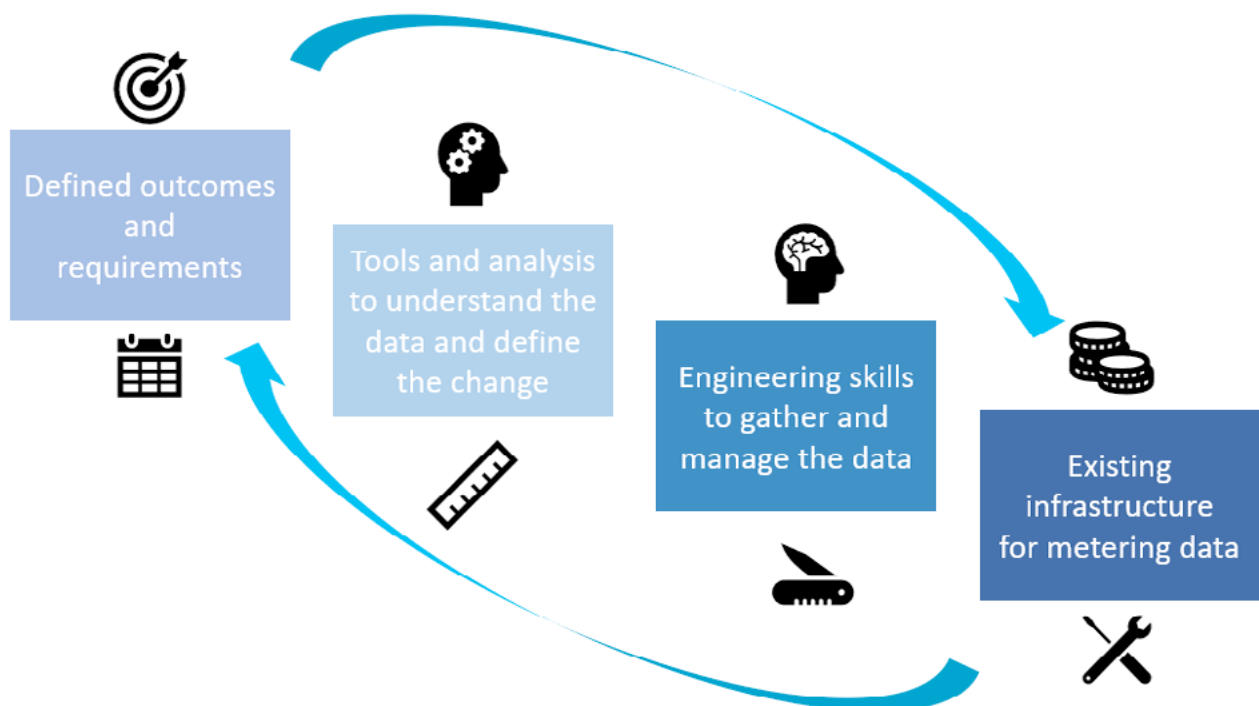 Defined outcomes
and
requirements
Tools and analysis
to understand the
data and define
the change
Engineering skills
to gather and
manage the data
Existing
infrastructure
for metering data